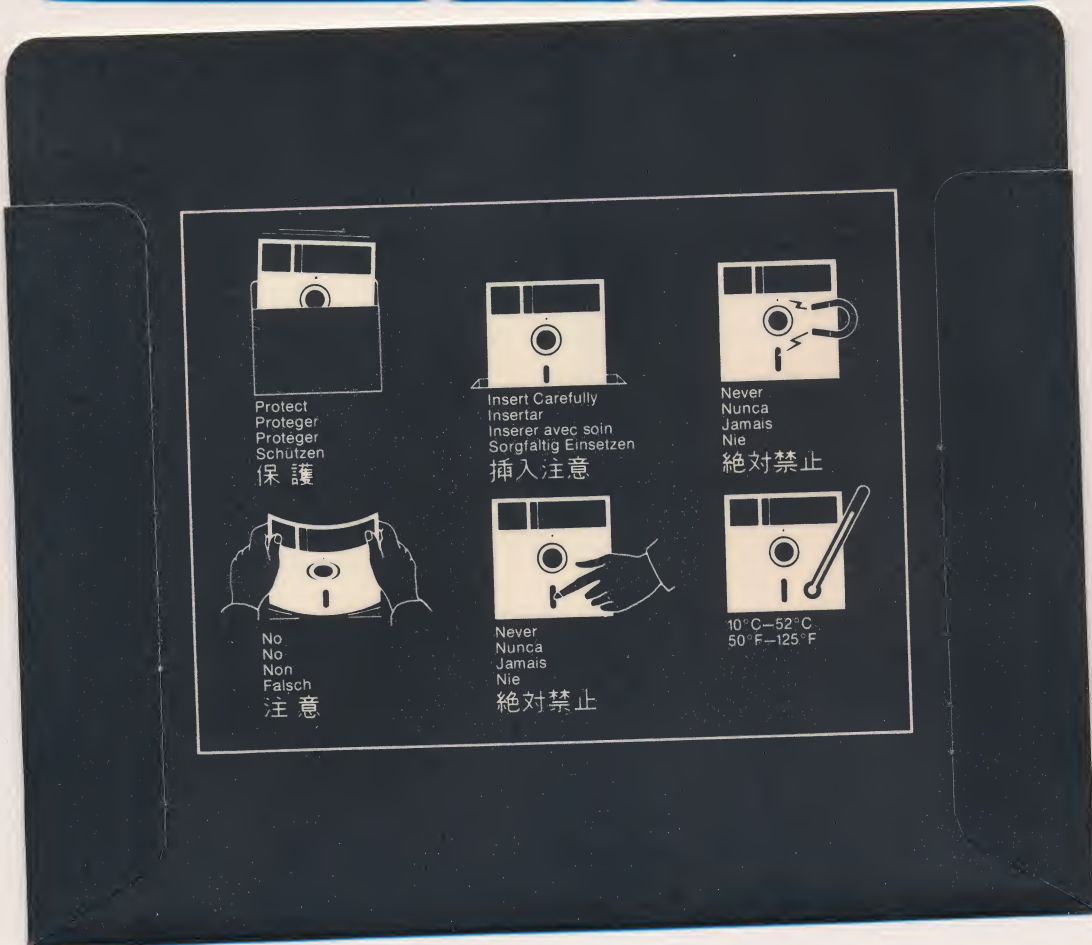 Protect
Proteger
Protéger
Schützen
保 護
Insert Carefully
Insertar
Inserer avec soin
Sorgfaltig Einsetzen
挿入注意
Never
Nunca
Jamais
Nie
絶対禁止
No
No
Non
Falsch
注 意
Never
Nunca
Jamais
Nie
絶対禁止
10°C—52°C
50°F—125°F